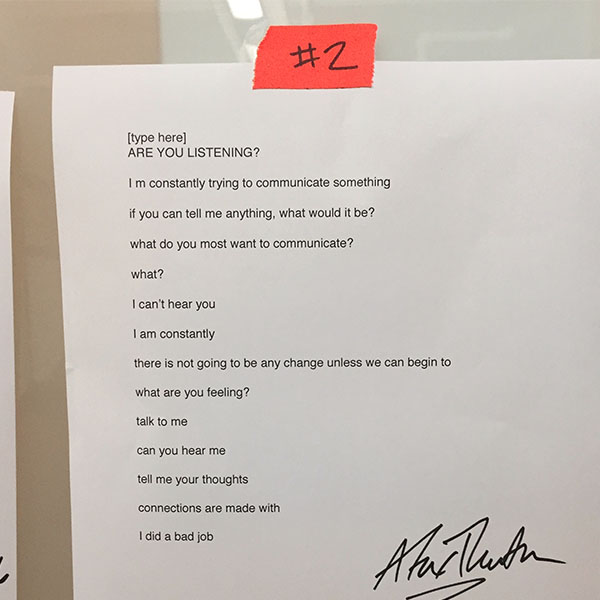 #2
[type here]
ARE YOU LISTENING?
I m constantly trying to communicate something
if you can tell me anything, what would it be?
what do you most want to communicate?
what?
I can't hear you
I am constantly
there is not going to be any change unless we can begin to
what are you feeling?
talk to me
can you hear me
tell me your thoughts
connections are made with
I did a bad job